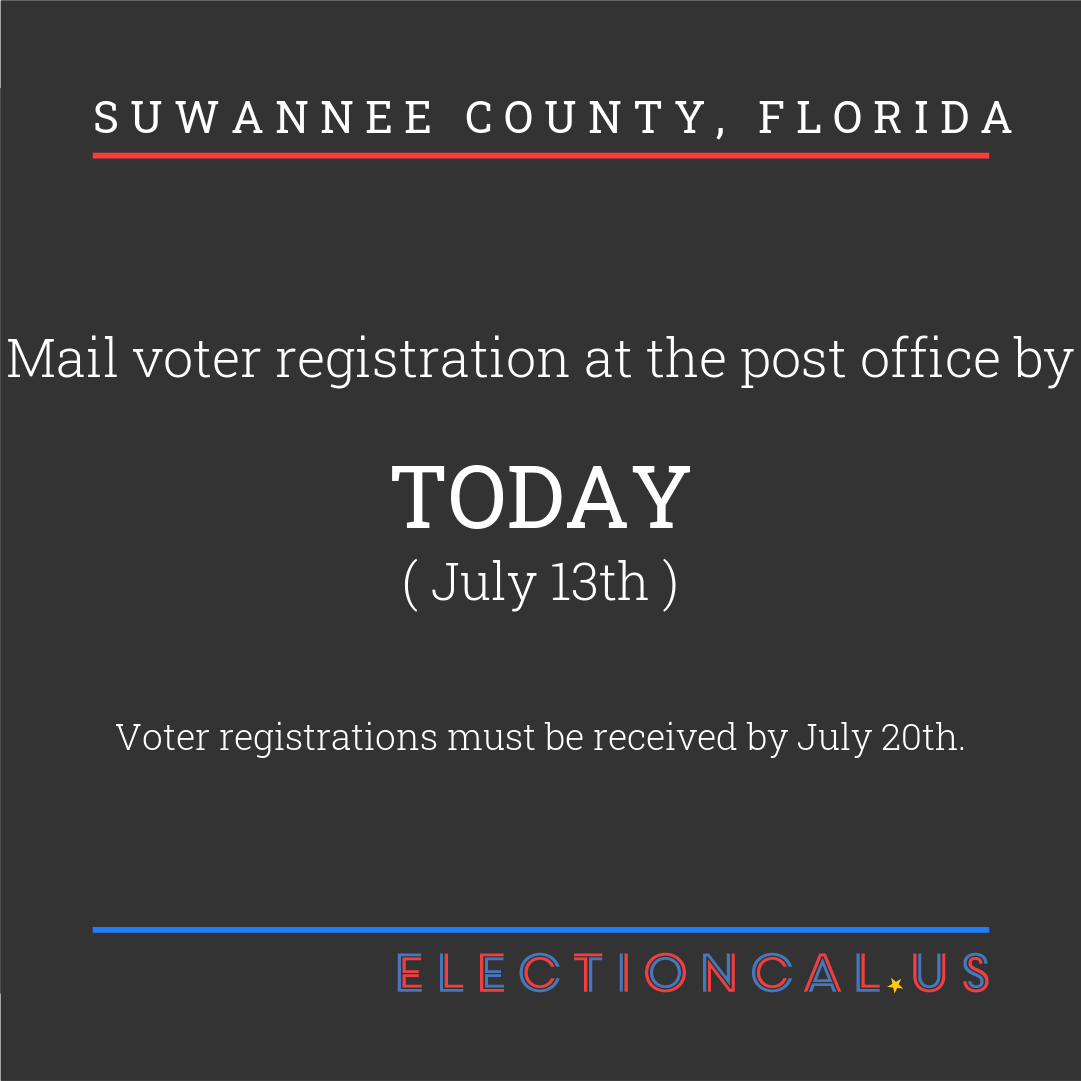 SUWANNEE COUNTY, FLORIDA
Mail voter registration at the post office by
TODAY
( July 13th )
Voter registrations must be received by July 20th.
ELECTIONCAL.US